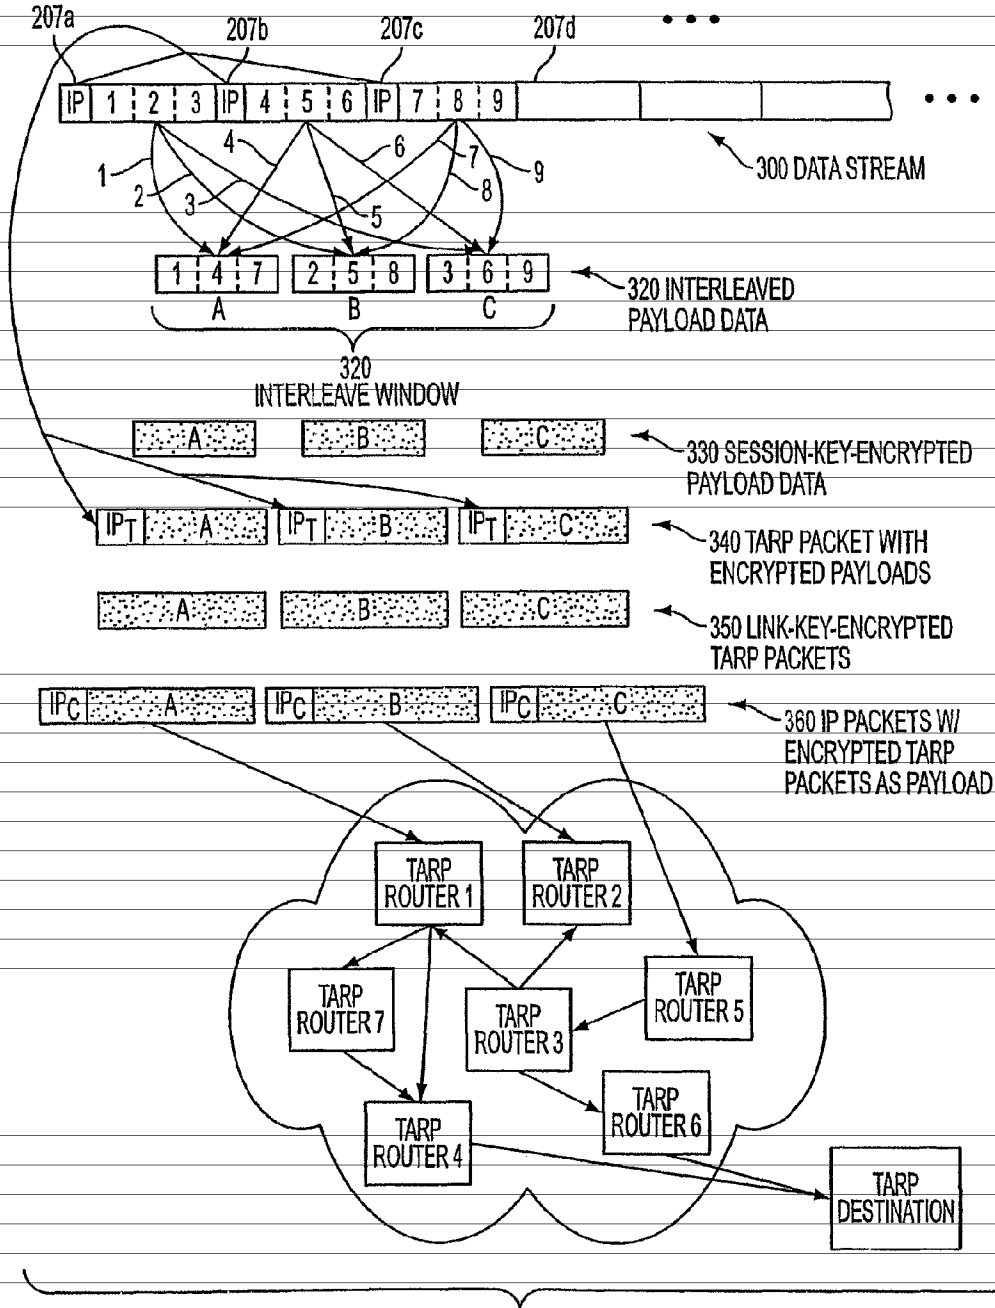 207a 207b 207c 207d •••
IP 1 2 3 IP 4 5 6 IP 7 8 9 •••
300 DATA STREAM
1 2 3 4 5 6 7 8 9
1 4 7 2 5 8 3 6 9
A B C
320 INTERLEAVED
PAYLOAD DATA
320
INTERLEAVE WINDOW
A B C
330 SESSION-KEY-ENCRYPTED
PAYLOAD DATA
IPT A IPT B IPT C
340 TARP PACKET WITH
ENCRYPTED PAYLOADS
A B C
350 LINK-KEY-ENCRYPTED
TARP PACKETS
IPC A IPC B IPC C
360 IP PACKETS W/
ENCRYPTED TARP
PACKETS AS PAYLOAD
TARP
ROUTER 1
TARP
ROUTER 2
TARP
ROUTER 7
TARP
ROUTER 3
TARP
ROUTER 5
TARP
ROUTER 4
TARP
ROUTER 6
TARP
DESTINATION